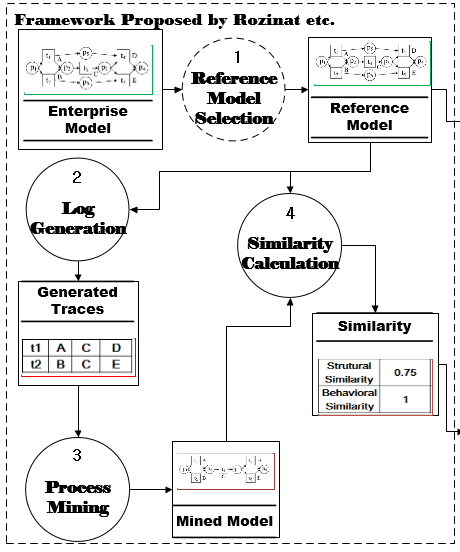 Framework Proposed by Rozinat etc.
Enterprise
Model
1
Reference
Model
Selection
Reference
Model
2
Log
Generation
4
Similarity
Calculation
Generated
Traces
t1 A C D
t2 B C E
Similarity
Strutural
Similarity
0.75
Behavioral
Similarity
1
3
Process
Mining
Mined Model